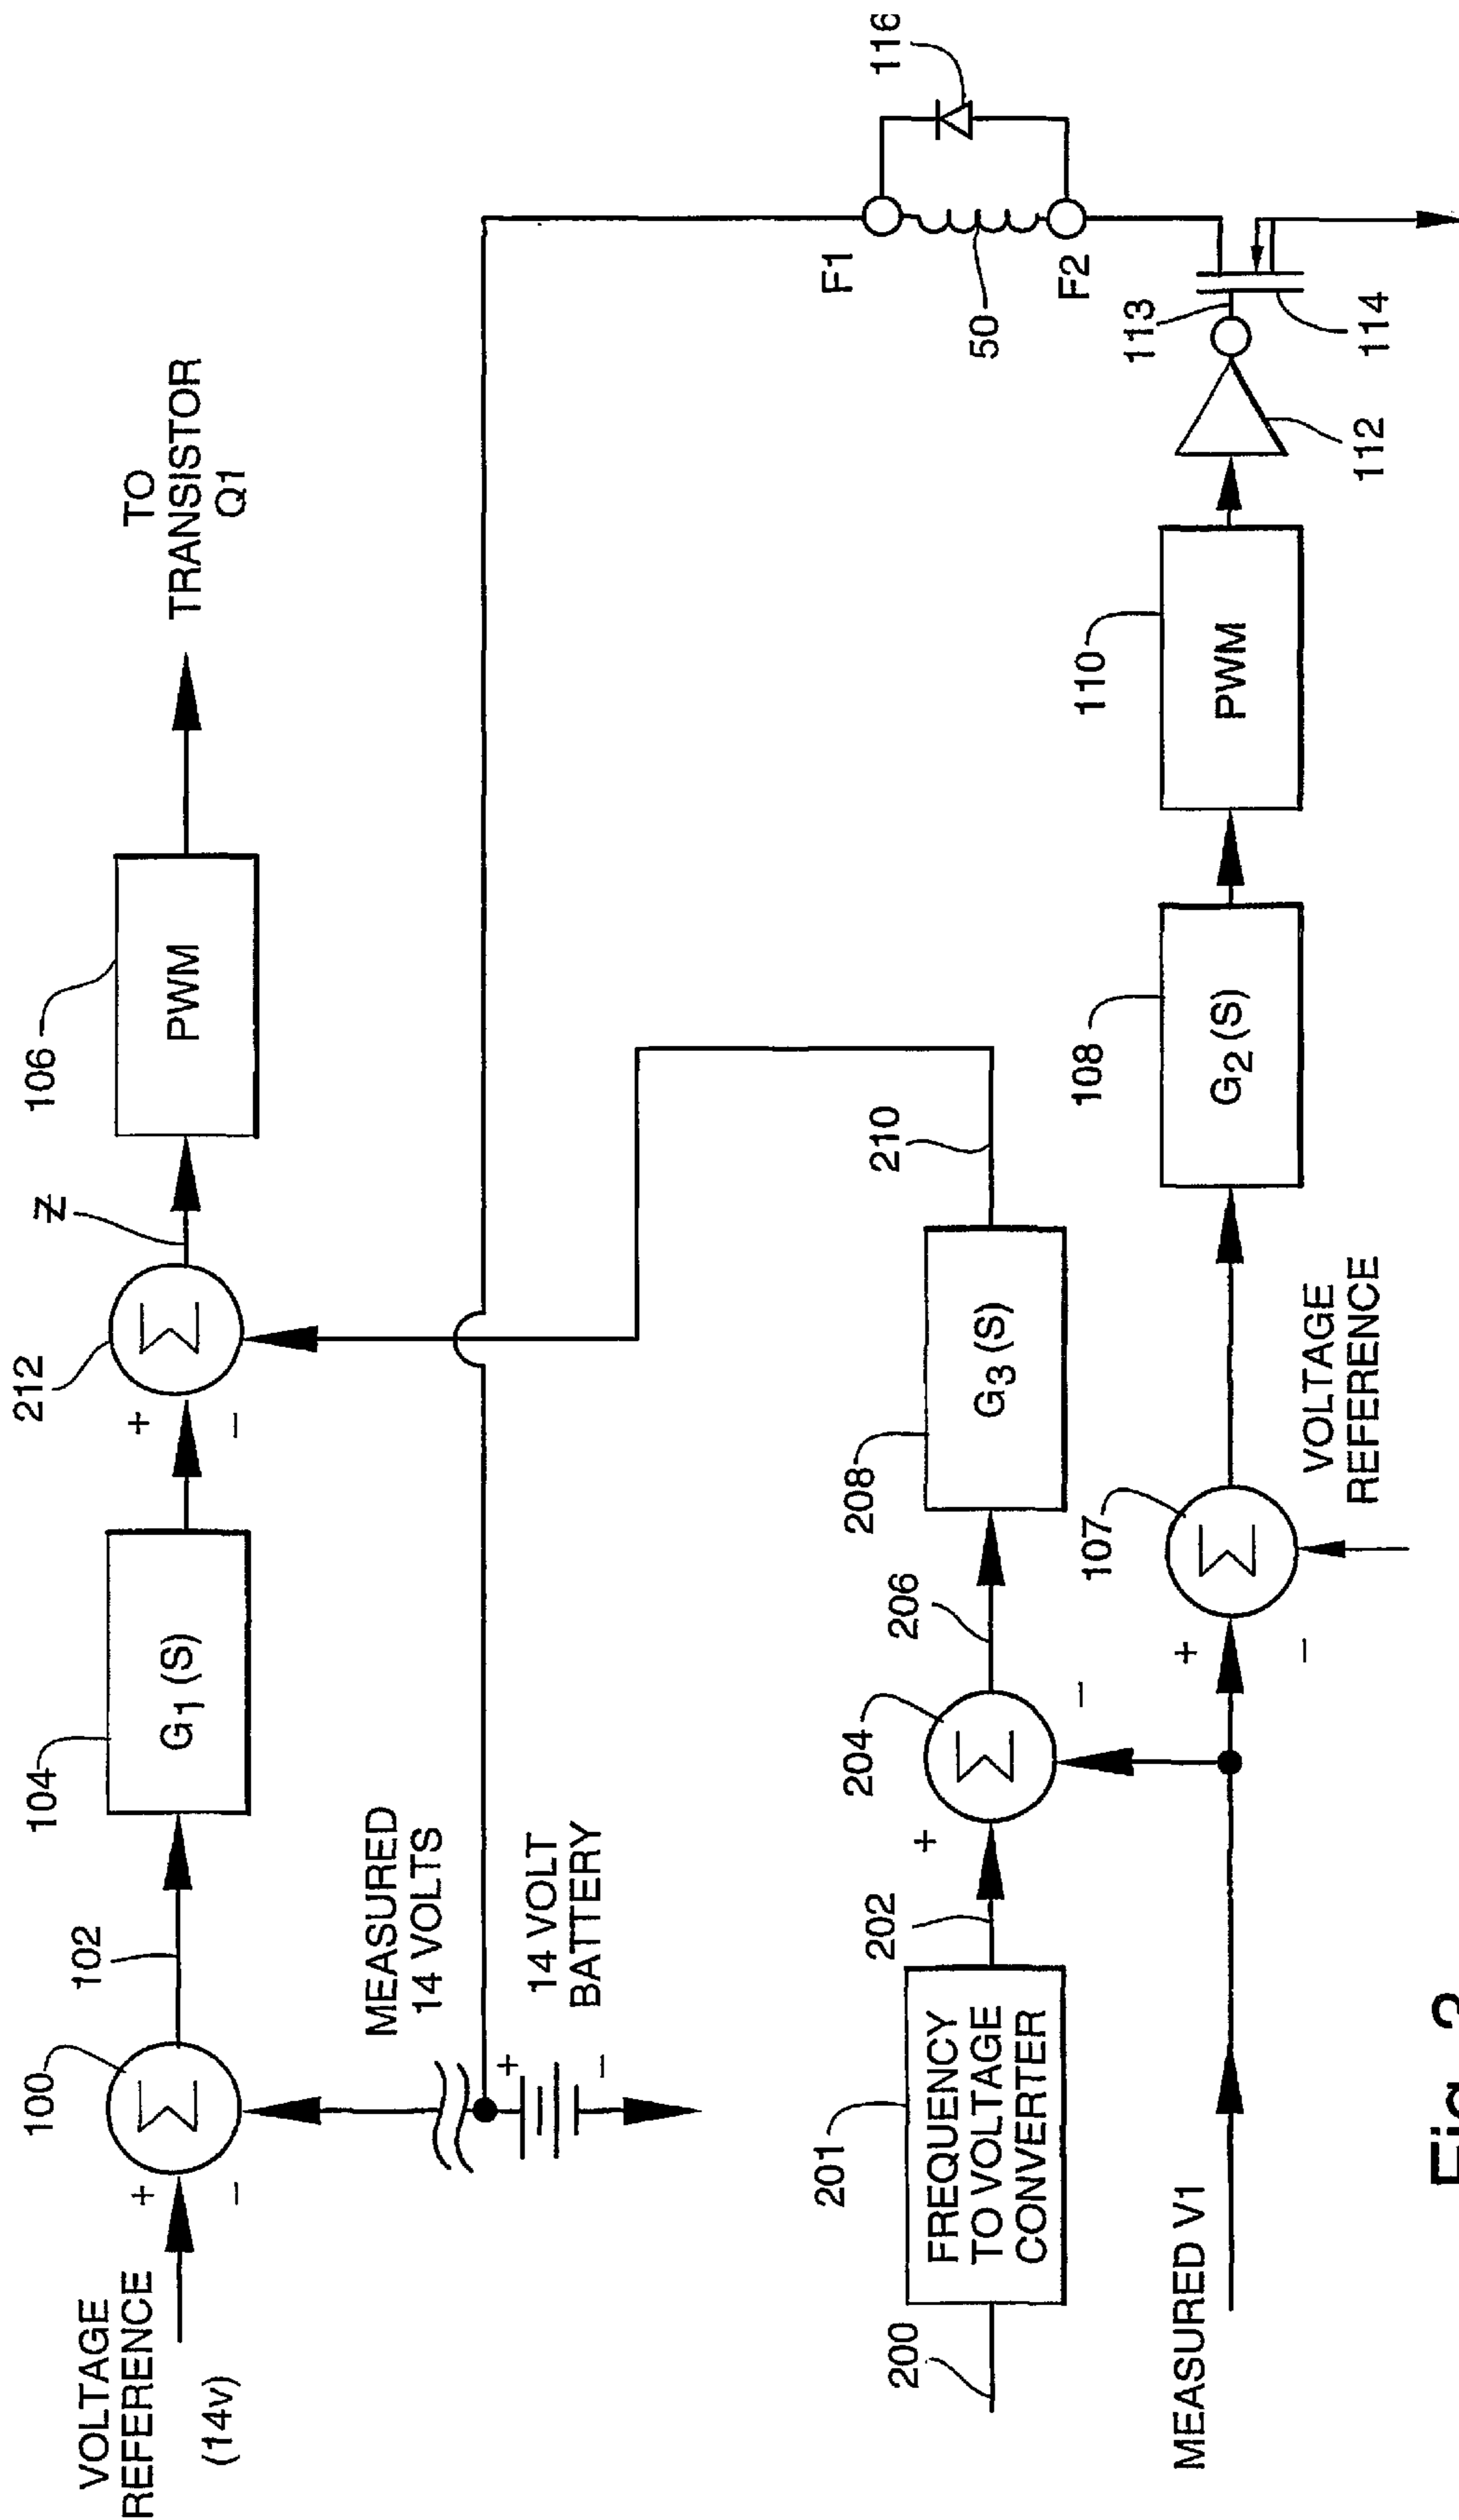 212
Z
106
TO
TRANSISTOR
Q1
100
102
104
VOLTAGE
REFERENCE
(14v)
+
−
Σ
G1 (S)
+
−
Σ
PWM
MEASURED
14 VOLTS
14 VOLT
BATTERY
+
−
F1
50
F2
116
201
202
204
206
208
210
200
FREQUENCY
TO VOLTAGE
CONVERTER
+
−
Σ
G3 (S)
107
108
110
113
MEASURED V1
+
−
Σ
G2 (S)
PWM
112
114
VOLTAGE
REFERENCE